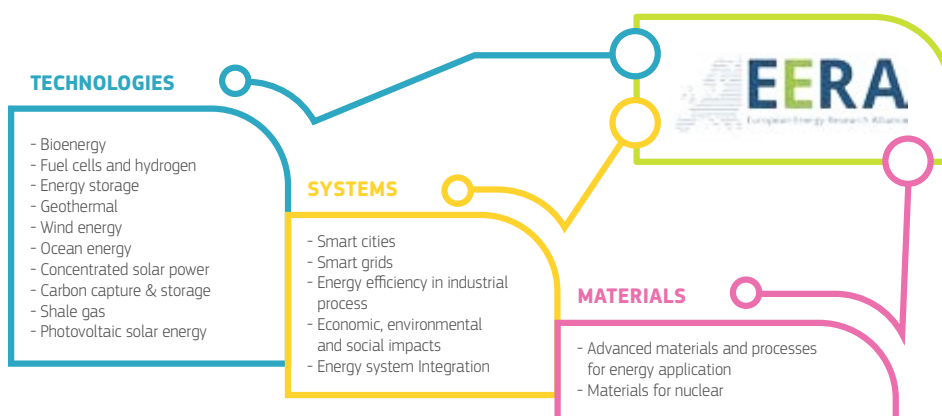 EERA
European Energy Research Alliance
TECHNOLOGIES
- Bioenergy
- Fuel cells and hydrogen
- Energy storage
- Geothermal
- Wind energy
- Ocean energy
- Concentrated solar power
- Carbon capture & storage
- Shale gas
- Photovoltaic solar energy
SYSTEMS
- Smart cities
- Smart grids
- Energy efficiency in industrial
process
- Economic, environmental
and social impacts
- Energy system Integration
MATERIALS
- Advanced materials and processes
for energy application
- Materials for nuclear